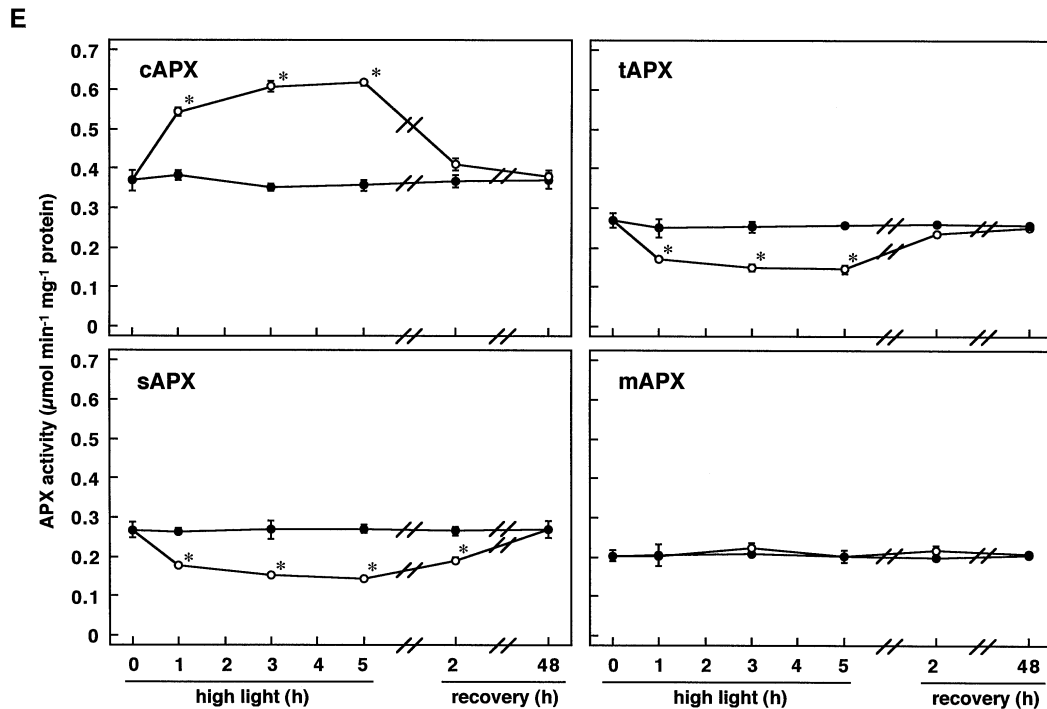 E
APX activity (µmol min-1 mg-1 protein)
cAPX
0.7
0.6
0.5
0.4
0.3
0.2
0.1
0
*
*
*
tAPX
*
*
*
sAPX
0.7
0.6
0.5
0.4
0.3
0.2
0.1
0
*
*
*
*
mAPX
0 1 2 3 4 5 2 48
high light (h) recovery (h)
0 1 2 3 4 5 2 48
high light (h) recovery (h)